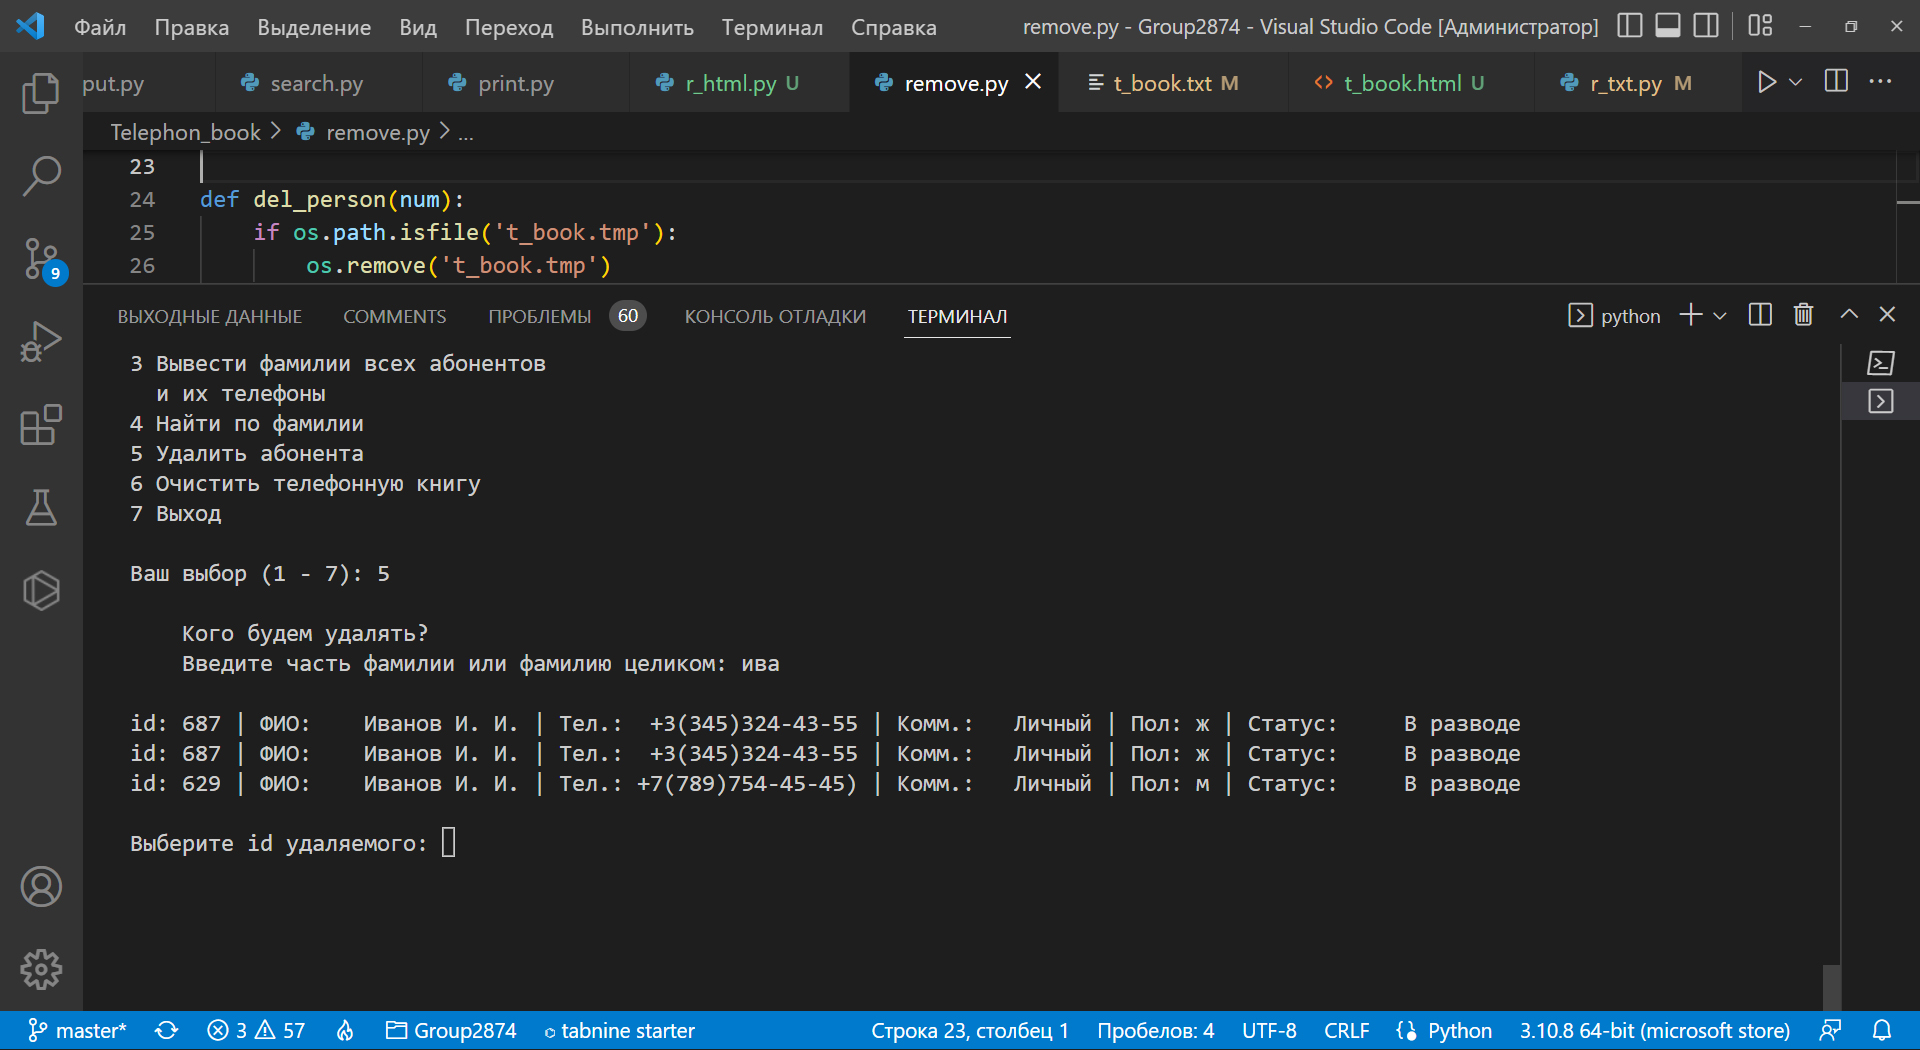 Файл Правка Выделение Вид Переход Выполнить Терминал Справка remove.py - Group2874 - Visual Studio Code [Администратор]
put.py search.py print.py r_html.py U remove.py t_book.txt M t_book.html U r_txt.py M
Telephon_book > remove.py > ...
23
24 def del_person(num):
25 if os.path.isfile('t_book.tmp'):
26 os.remove('t_book.tmp')
9
ВЫХОДНЫЕ ДАННЫЕ COMMENTS ПРОБЛЕМЫ 60 КОНСОЛЬ ОТЛАДКИ ТЕРМИНАЛ python
3 Вывести фамилии всех абонентов
и их телефоны
4 Найти по фамилии
5 Удалить абонента
6 Очистить телефонную книгу
7 Выход
Ваш выбор (1 - 7): 5
Кого будем удалять?
Введите часть фамилии или фамилию целиком: ива
id: 687 | ФИО: Иванов И. И. | Тел.: +3(345)324-43-55 | Комм.: Личный | Пол: ж | Статус: В разводе
id: 687 | ФИО: Иванов И. И. | Тел.: +3(345)324-43-55 | Комм.: Личный | Пол: ж | Статус: В разводе
id: 629 | ФИО: Иванов И. И. | Тел.: +7(789)754-45-45) | Комм.: Личный | Пол: м | Статус: В разводе
Выберите id удаляемого:
master* 3 57 Group2874 tabnine starter Строка 23, столбец 1 Пробелов: 4 UTF-8 CRLF Python 3.10.8 64-bit (microsoft store)